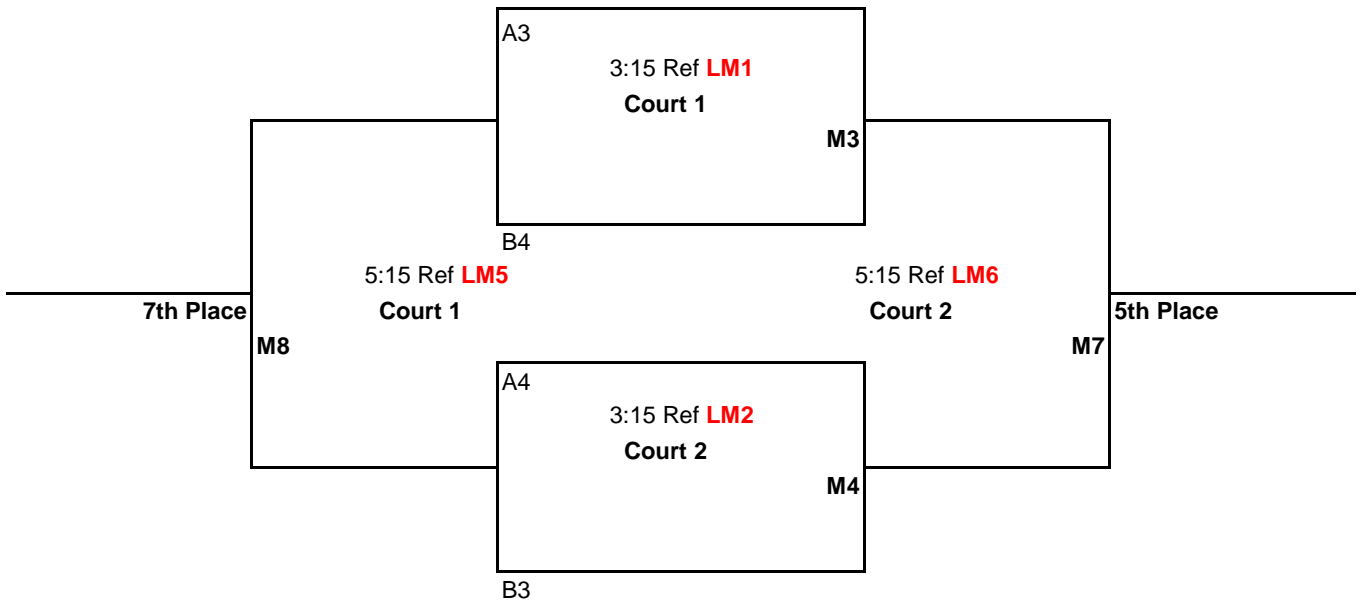 A3
3:15 Ref LM1
Court 1
M3
B4
5:15 Ref LM5
5:15 Ref LM6
7th Place
Court 1
Court 2
5th Place
M8
M7
A4
3:15 Ref LM2
Court 2
M4
B3